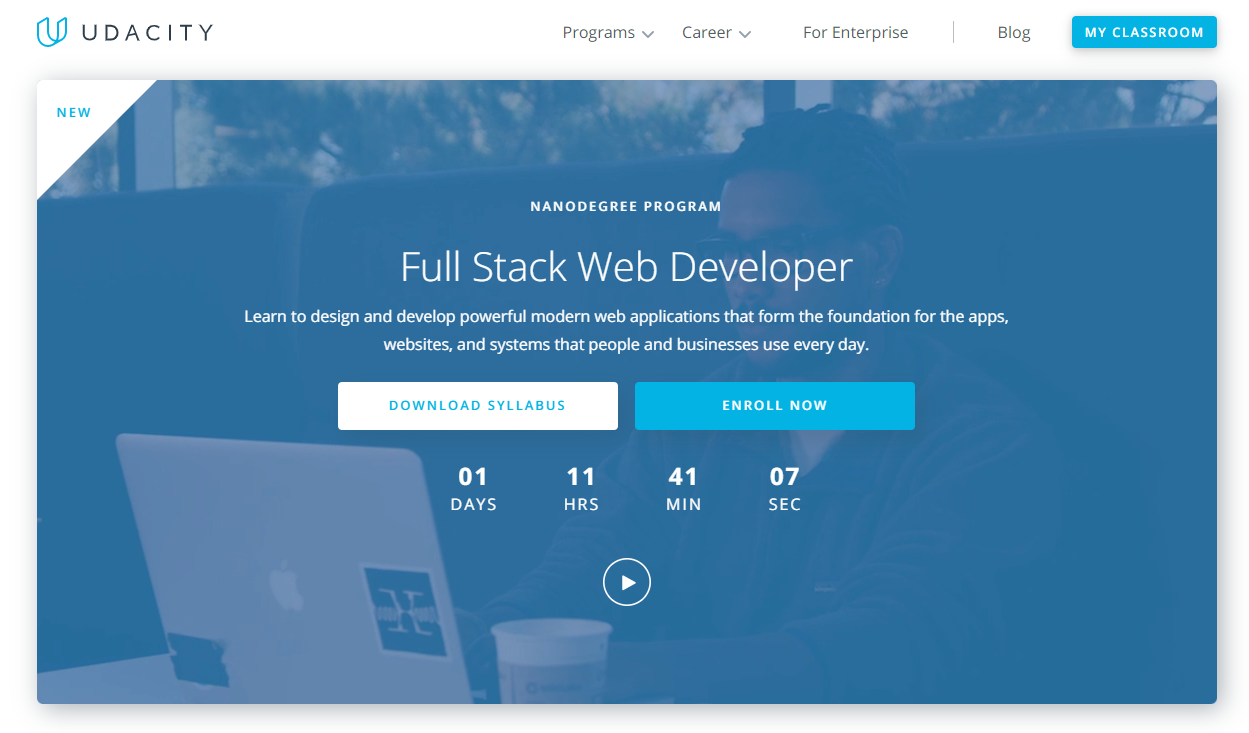 UDACITY
Programs
Career
For Enterprise
Blog
MY CLASSROOM
NEW
NANODEGREE PROGRAM
Full Stack Web Developer
Learn to design and develop powerful modern web applications that form the foundation for the apps,
websites, and systems that people and businesses use every day.
DOWNLOAD SYLLABUS
ENROLL NOW
01 11 41 07
DAYS HRS MIN SEC